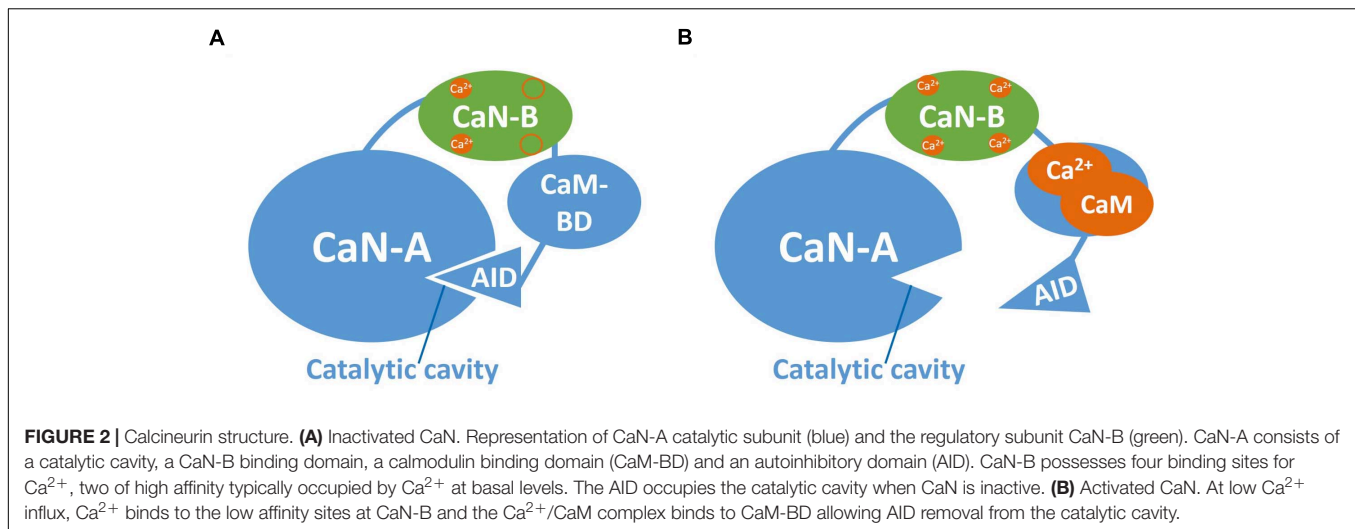 A
B
Ca²⁺
Ca²⁺
CaN-B
CaN-A
CaM-
BD
AID
Catalytic cavity
Ca²⁺
Ca²⁺
CaN-B
Ca²⁺
Ca²⁺
Ca²⁺
CaM
CaN-A
AID
Catalytic cavity
FIGURE 2 | Calcineurin structure. (A) Inactivated CaN. Representation of CaN-A catalytic subunit (blue) and the regulatory subunit CaN-B (green). CaN-A consists of
a catalytic cavity, a CaN-B binding domain, a calmodulin binding domain (CaM-BD) and an autoinhibitory domain (AID). CaN-B possesses four binding sites for
Ca²⁺, two of high affinity typically occupied by Ca²⁺ at basal levels. The AID occupies the catalytic cavity when CaN is inactive. (B) Activated CaN. At low Ca²⁺
influx, Ca²⁺ binds to the low affinity sites at CaN-B and the Ca²⁺/CaM complex binds to CaM-BD allowing AID removal from the catalytic cavity.